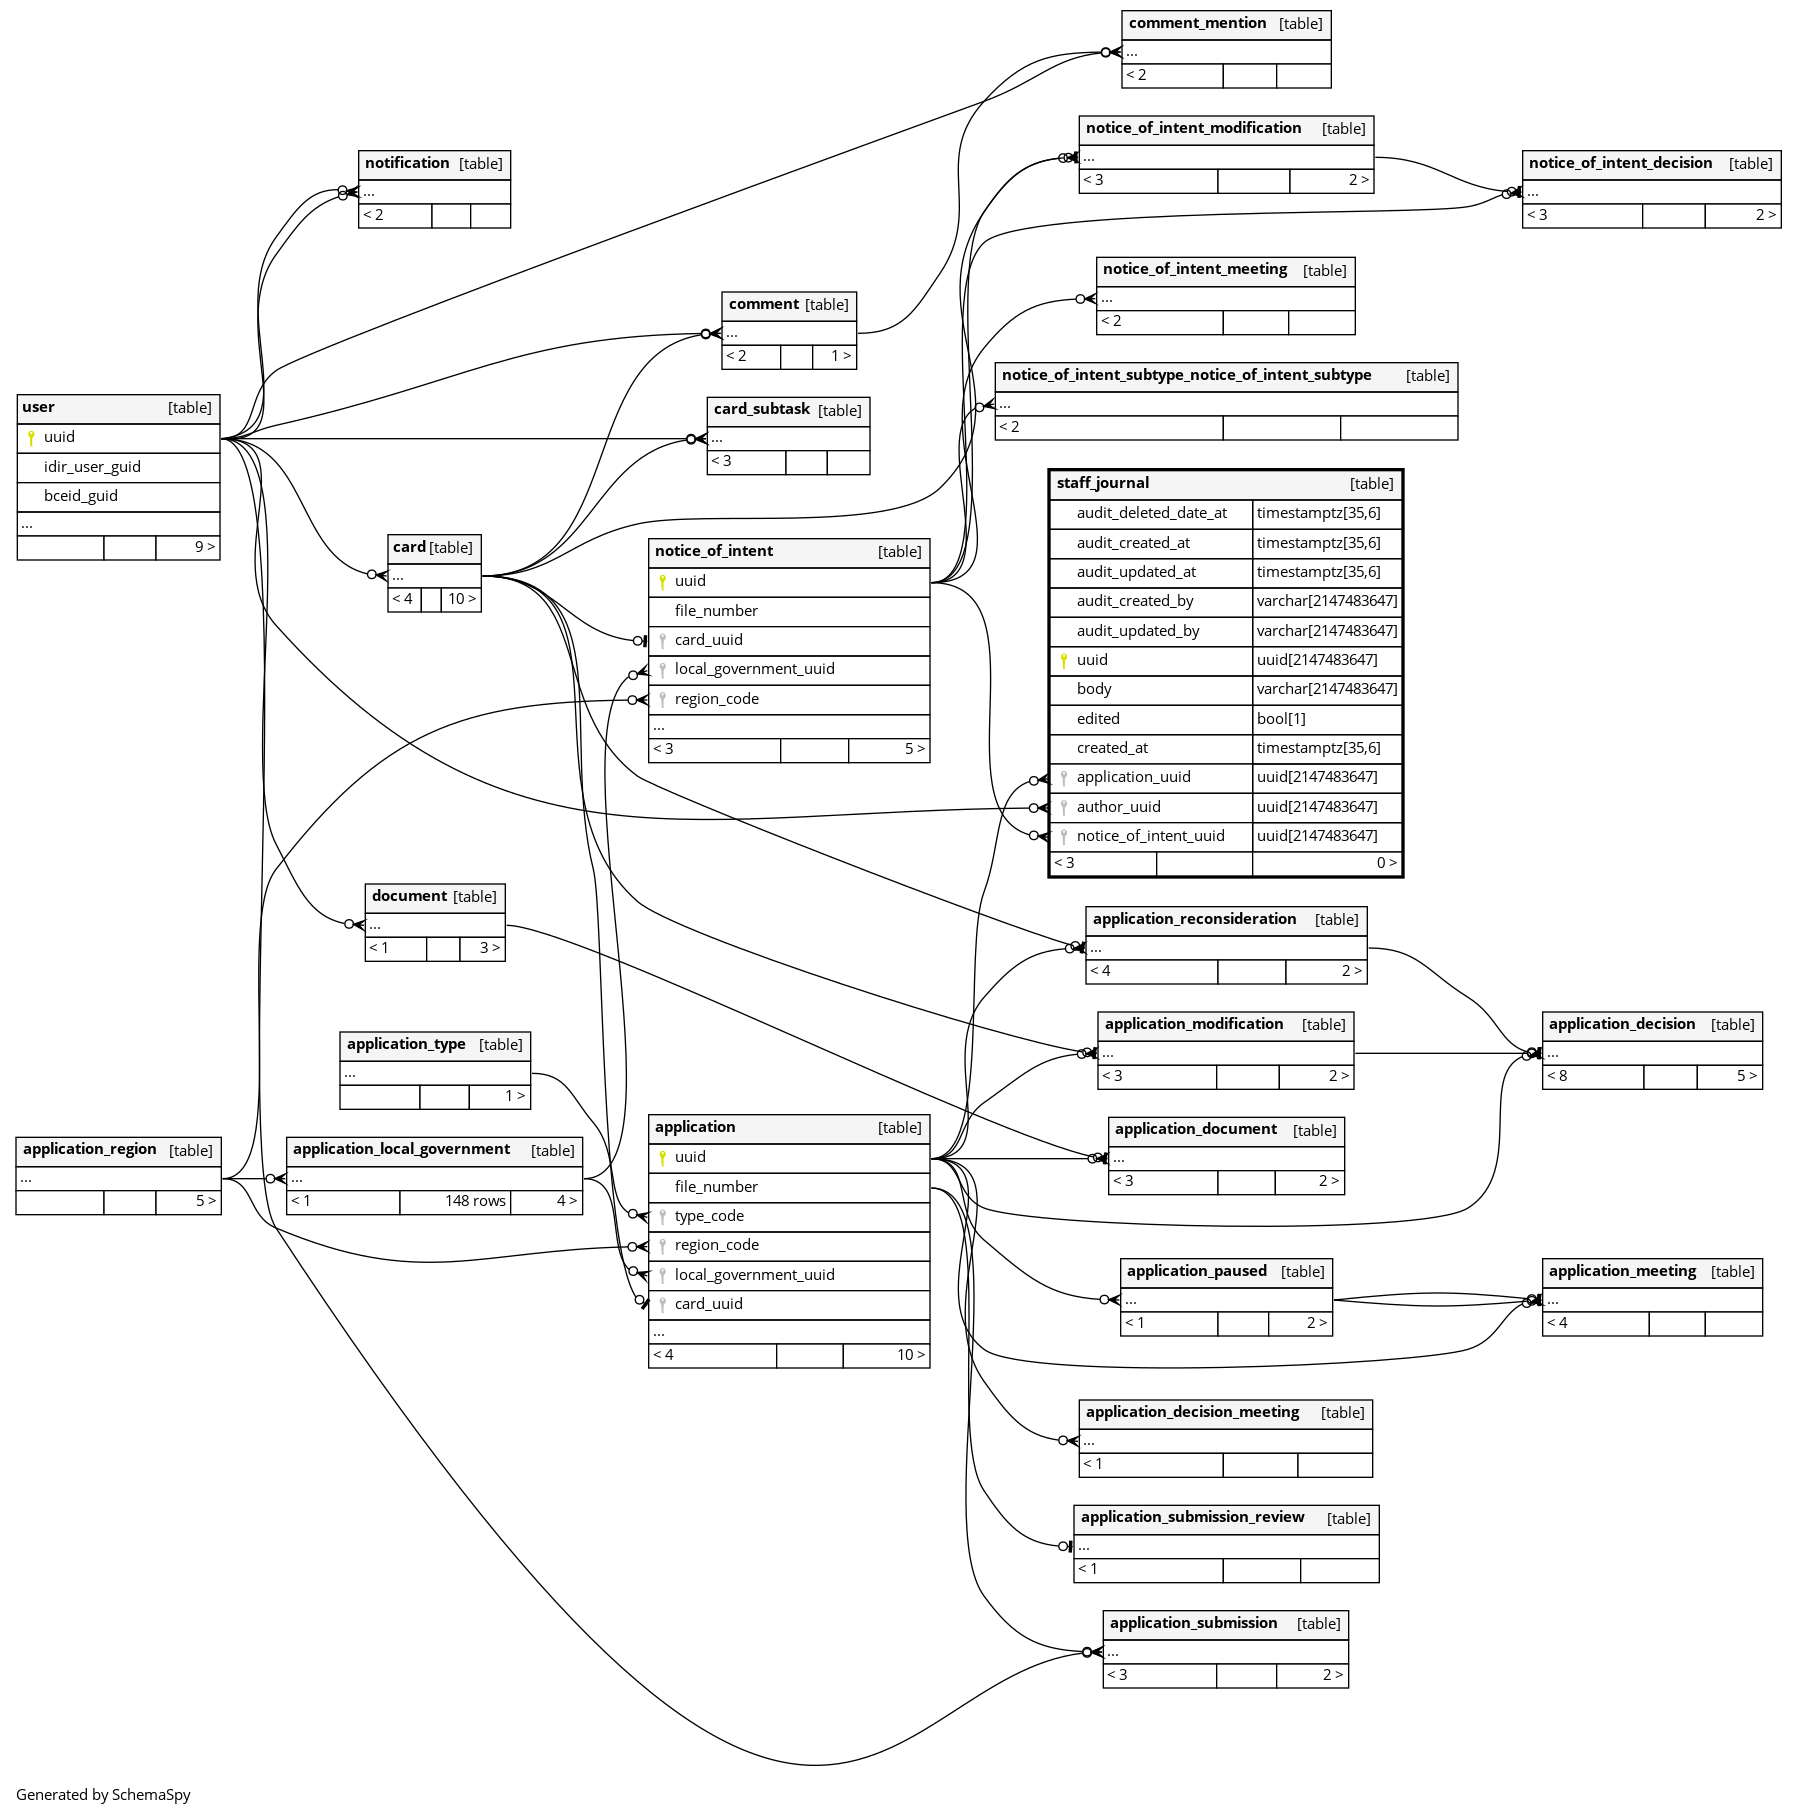 comment_mention [table]
...
< 2
notice_of_intent_modification [table]
...
< 3 2 >
notification [table]
...
< 2
notice_of_intent_decision [table]
...
< 3 2 >
notice_of_intent_meeting [table]
...
< 2
comment [table]
...
< 2 1 >
notice_of_intent_subtype_notice_of_intent_subtype [table]
...
< 2
user [table]
uuid
idir_user_guid
bceid_guid
...
9 >
card_subtask [table]
...
< 3
card [table]
...
< 4 10 >
notice_of_intent [table]
uuid
file_number
card_uuid
local_government_uuid
region_code
...
< 3 5 >
staff_journal [table]
audit_deleted_date_at timestamptz[35,6]
audit_created_at timestamptz[35,6]
audit_updated_at timestamptz[35,6]
audit_created_by varchar[2147483647]
audit_updated_by varchar[2147483647]
uuid uuid[2147483647]
body varchar[2147483647]
edited bool[1]
created_at timestamptz[35,6]
application_uuid uuid[2147483647]
author_uuid uuid[2147483647]
notice_of_intent_uuid uuid[2147483647]
< 3 0 >
document [table]
...
< 1 3 >
application_reconsideration [table]
...
< 4 2 >
application_modification [table]
...
< 3 2 >
application_decision [table]
...
< 8 5 >
application_type [table]
...
1 >
application_region [table]
...
5 >
application_local_government [table]
...
< 1 148 rows 4 >
application [table]
uuid
file_number
type_code
region_code
local_government_uuid
card_uuid
...
< 4 10 >
application_document [table]
...
< 3 2 >
application_paused [table]
...
< 1 2 >
application_meeting [table]
...
< 4
application_decision_meeting [table]
...
< 1
application_submission_review [table]
...
< 1
application_submission [table]
...
< 3 2 >
Generated by SchemaSpy